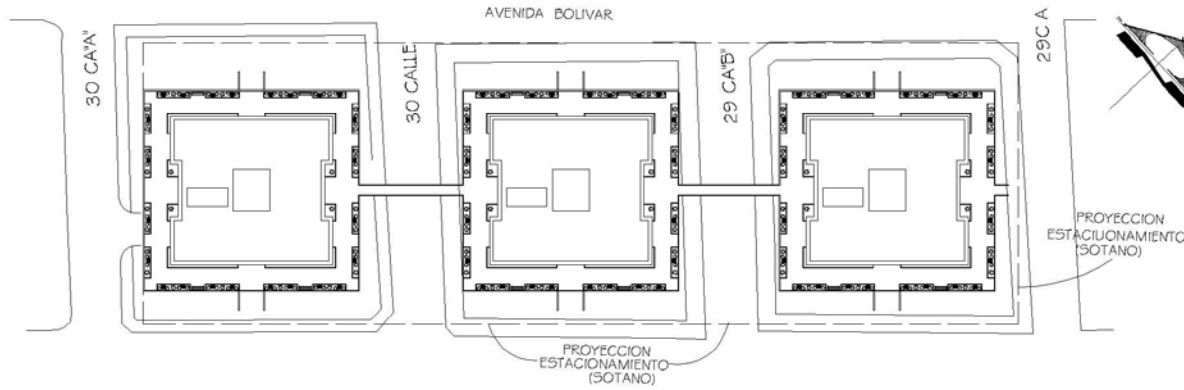 AVENIDA BOLIVAR
30 CA"A"
30 CALLE
29 CA"B"
29C A
PROYECCION
ESTACIUONAMIENTO
(SOTANO)
PROYECCION
ESTACIONAMIENTO
(SOTANO)